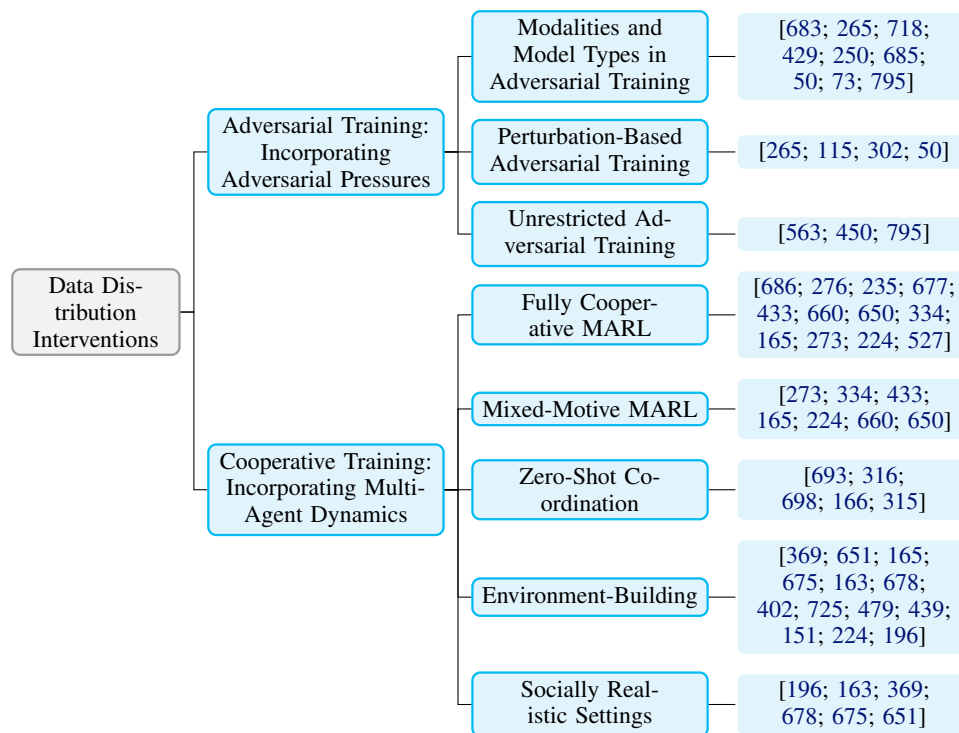 Modalities and
Model Types in
Adversarial Training
[683; 265; 718;
429; 250; 685;
50; 73; 795]
Adversarial Training:
Incorporating
Adversarial Pressures
Perturbation-Based
Adversarial Training
[265; 115; 302; 50]
Unrestricted Ad-
versarial Training
[563; 450; 795]
Data Dis-
tribution
Interventions
Fully Cooper-
ative MARL
[686; 276; 235; 677;
433; 660; 650; 334;
165; 273; 224; 527]
Mixed-Motive MARL
[273; 334; 433;
165; 224; 660; 650]
Cooperative Training:
Incorporating Multi-
Agent Dynamics
Zero-Shot Co-
ordination
[693; 316;
698; 166; 315]
Environment-Building
[369; 651; 165;
675; 163; 678;
402; 725; 479; 439;
151; 224; 196]
Socially Real-
istic Settings
[196; 163; 369;
678; 675; 651]